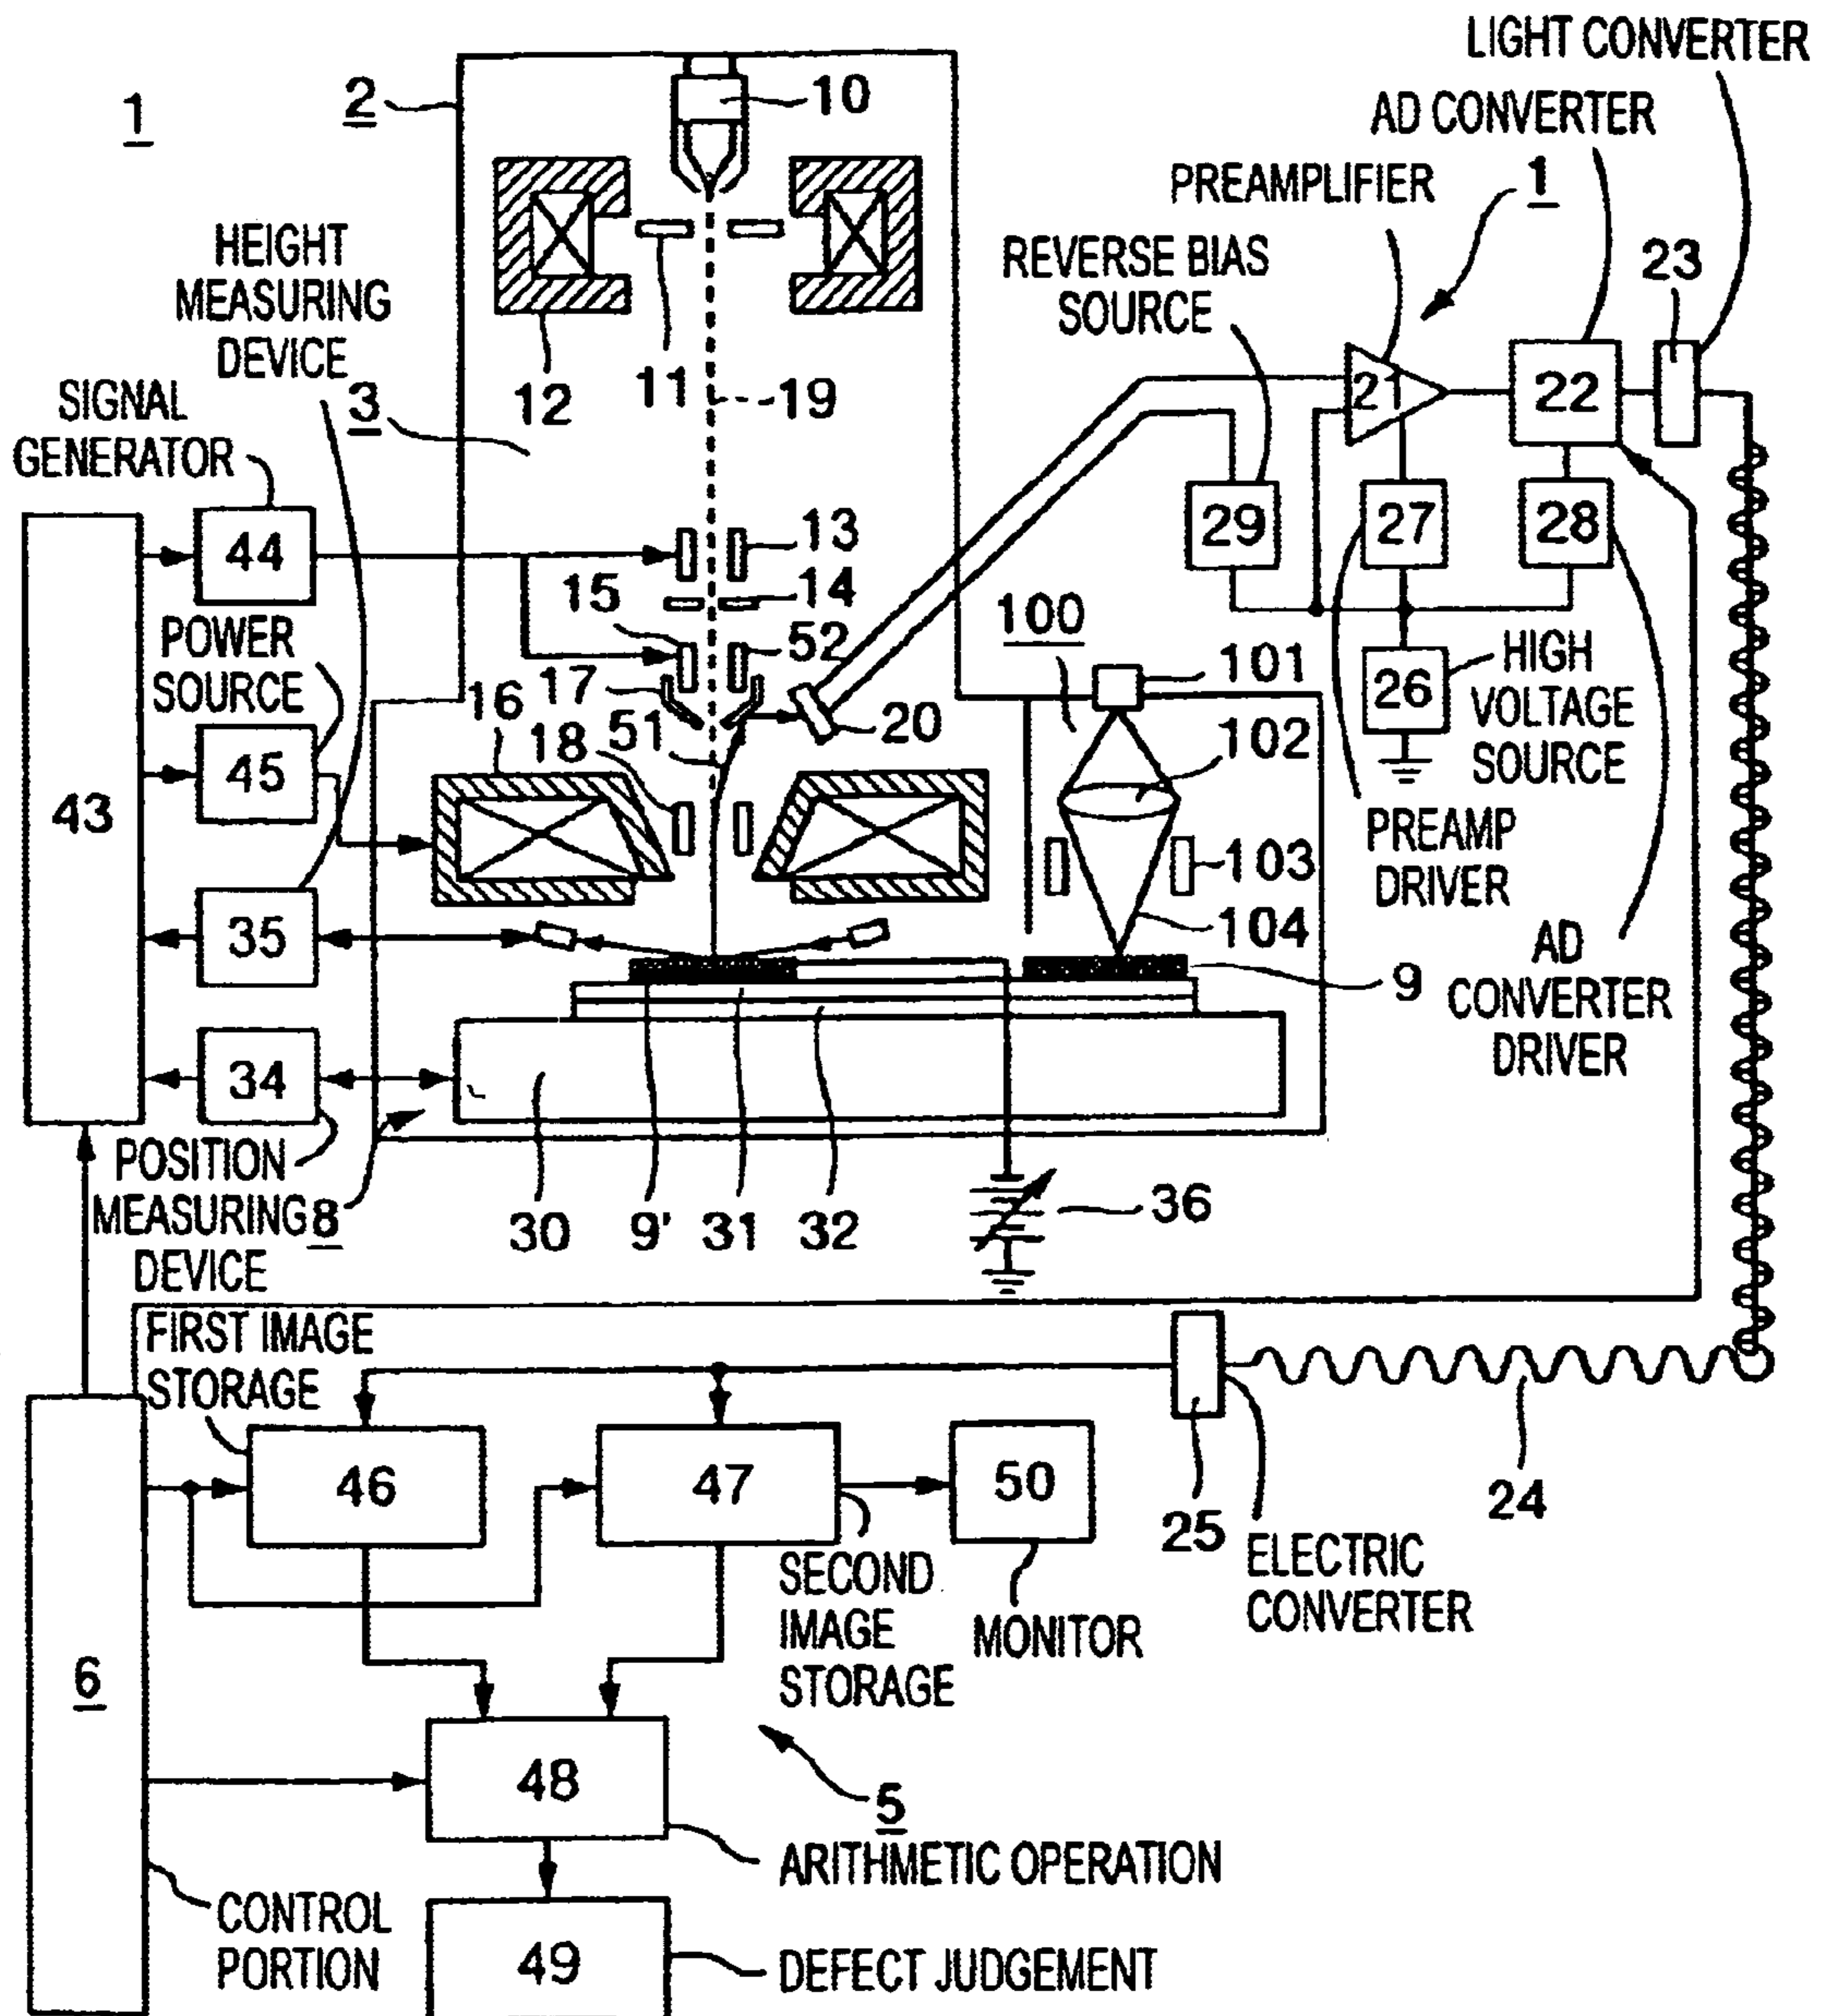 LIGHT CONVERTER
AD CONVERTER
PREAMPLIFIER
1
REVERSE BIAS
SOURCE
1
2
10
HEIGHT
MEASURING
DEVICE
3
SIGNAL
GENERATOR
12
11
19
21
22
23
44
13
14
15
52
29
27
28
POWER
SOURCE
16
17
18
51
20
100
101
102
103
104
26
HIGH
VOLTAGE
SOURCE
43
45
35
34
PREAMP
DRIVER
AD
CONVERTER
DRIVER
9
POSITION
MEASURING
DEVICE
8
30
9'
31
32
36
FIRST IMAGE
STORAGE
46
47
50
25
24
ELECTRIC
CONVERTER
SECOND
IMAGE
STORAGE
MONITOR
6
48
5
ARITHMETIC OPERATION
CONTROL
PORTION
49
DEFECT JUDGEMENT